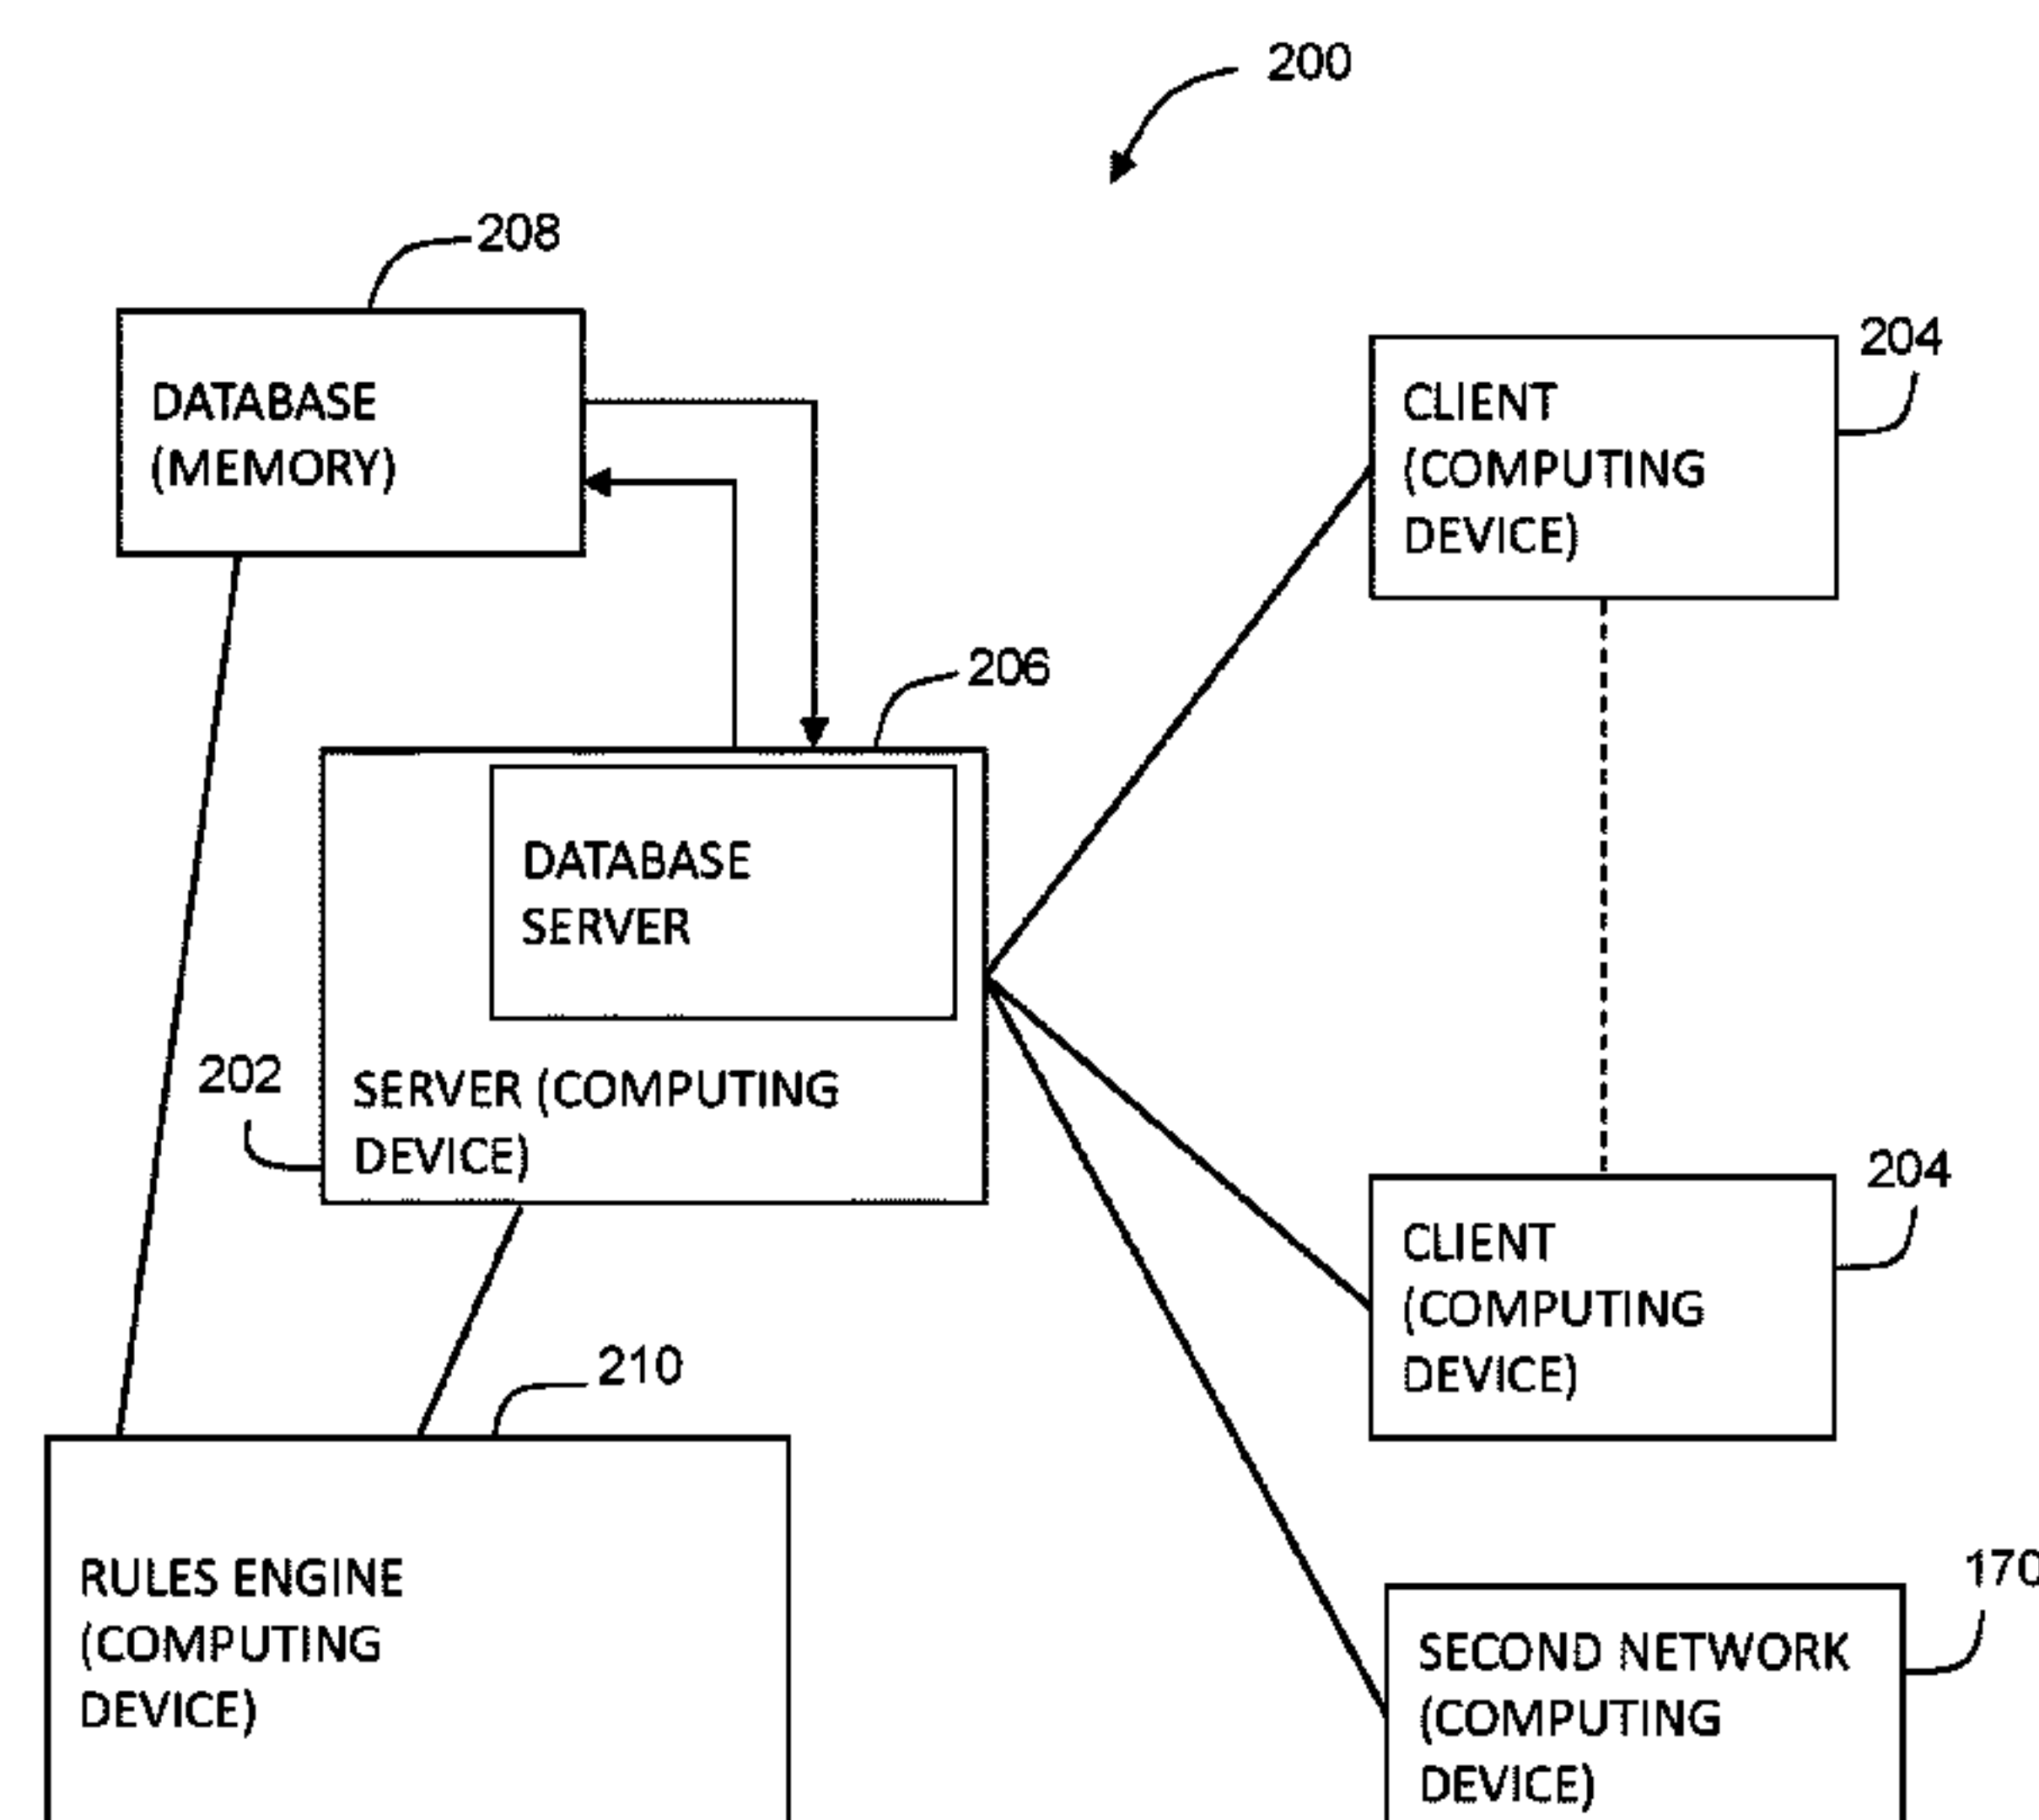 200
208
DATABASE
(MEMORY)
204
CLIENT
(COMPUTING
DEVICE)
206
DATABASE
SERVER
202
SERVER (COMPUTING
DEVICE)
204
CLIENT
(COMPUTING
DEVICE)
210
RULES ENGINE
(COMPUTING
DEVICE)
170
SECOND NETWORK
(COMPUTING
DEVICE)